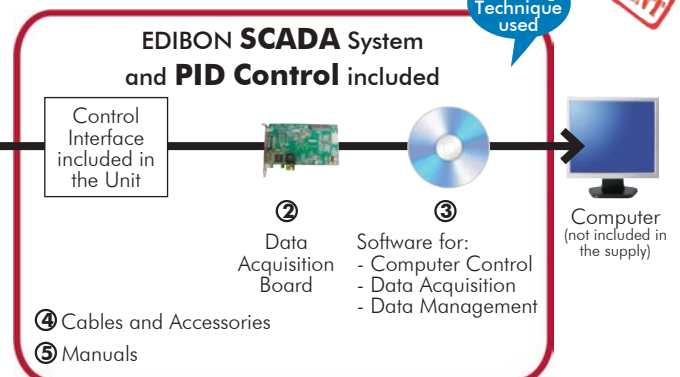 Technique
used
EDIBON SCADA System
and PID Control included
Control
Interface
included in
the Unit
②
Data
Acquisition
Board
③
Software for:
- Computer Control
- Data Acquisition
- Data Management
Computer
(not included in
the supply)
④ Cables and Accessories
⑤ Manuals